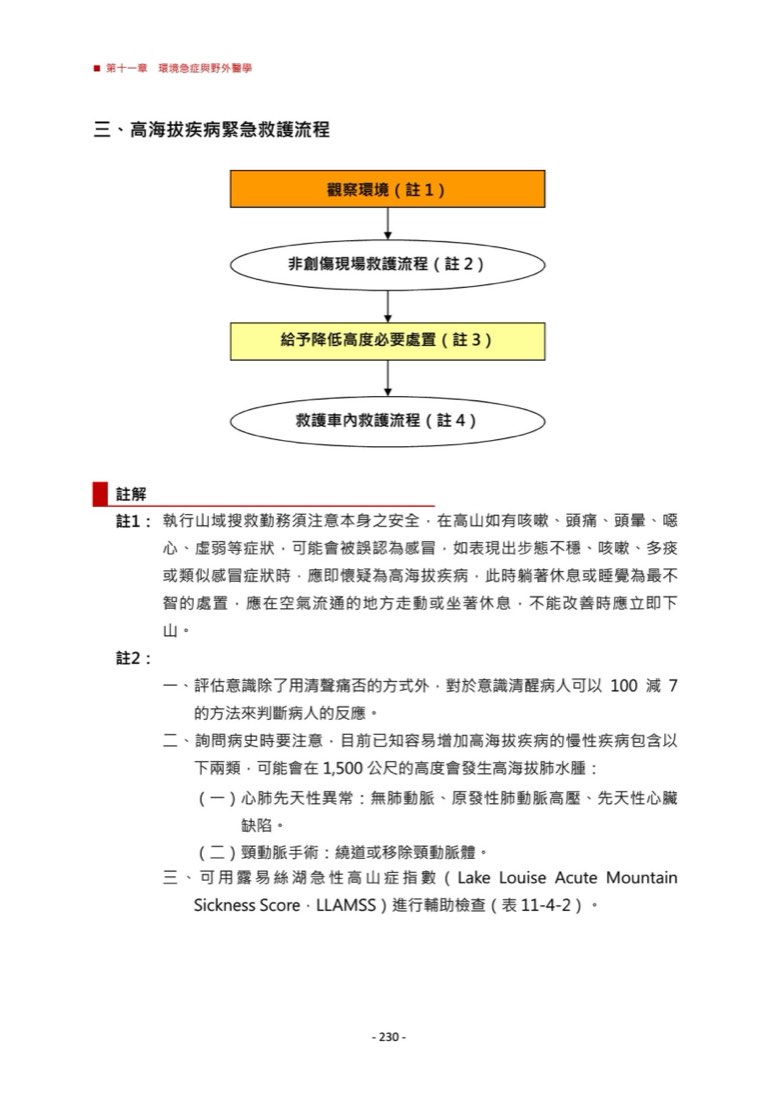 ■ 第十一章　環境急症與野外醫學
三、高海拔疾病緊急救護流程
觀察環境（註 1）
非創傷現場救護流程（註 2）
給予降低高度必要處置（註 3）
救護車內救護流程（註 4）
註解
註1：執行山域搜救勤務須注意本身之安全，在高山如有咳嗽、頭痛、頭暈、噁
心、虛弱等症狀，可能會被誤認為感冒，如表現出步態不穩、咳嗽、多痰
或類似感冒症狀時，應即懷疑為高海拔疾病，此時躺著休息或睡覺為最不
智的處置，應在空氣流通的地方走動或坐著休息，不能改善時應立即下
山。
註2：
一、評估意識除了用清聲痛否的方式外，對於意識清醒病人可以 100 減 7
的方法來判斷病人的反應。
二、詢問病史時要注意，目前已知容易增加高海拔疾病的慢性疾病包含以
下兩類，可能會在 1,500 公尺的高度會發生高海拔肺水腫：
（一）心肺先天性異常：無肺動脈、原發性肺動脈高壓、先天性心臟
缺陷。
（二）頸動脈手術：繞道或移除頸動脈體。
三、可用露易絲湖急性高山症指數（Lake Louise Acute Mountain
Sickness Score，LLAMSS）進行輔助檢查（表 11-4-2）。
- 230 -